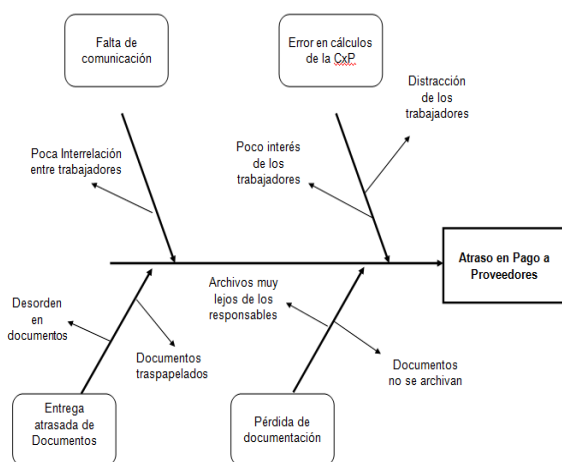 Falta de
comunicación
Error en cálculos
de la CxP
Distracción
de los
trabajadores
Poca Interrelación
entre trabajadores
Poco interés
de los
trabajadores
Atraso en Pago a
Proveedores
Archivos muy
lejos de los
responsables
Desorden
en
documentos
Documentos
traspapelados
Documentos
no se archivan
Entrega
atrasada de
Documentos
Pérdida de
documentación